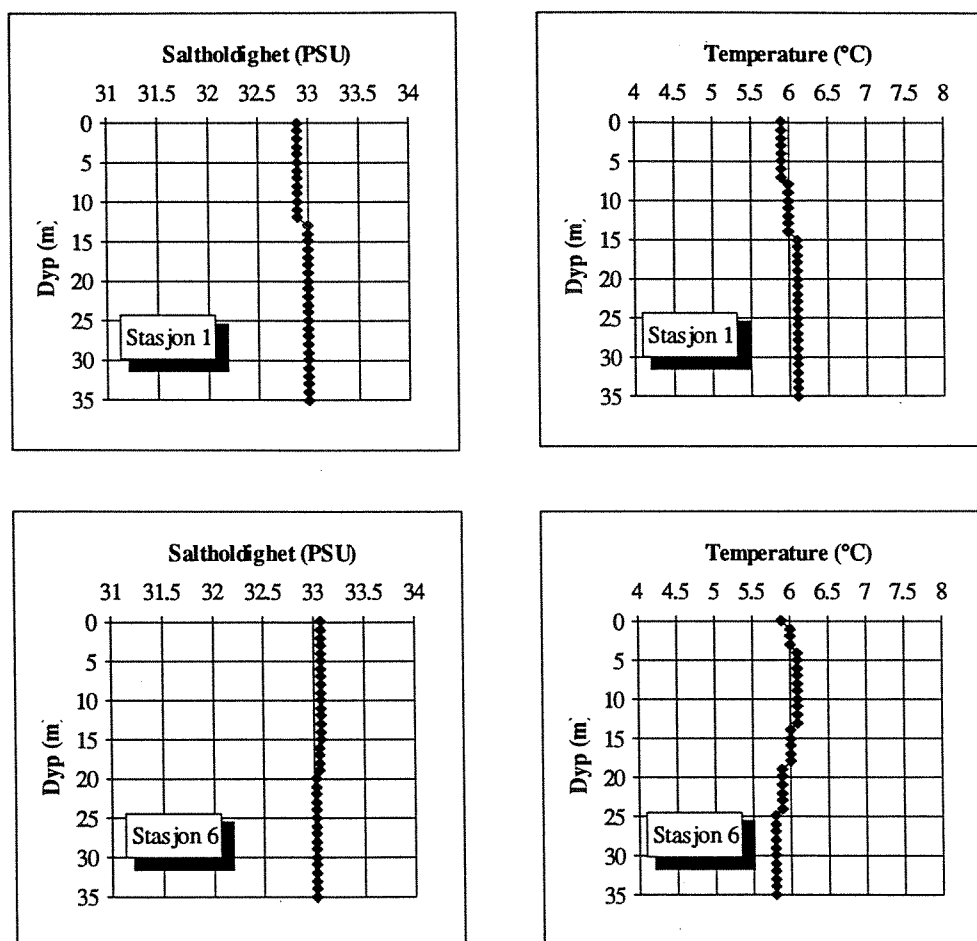 Saltholdighet (PSU)
31 31.5 32 32.5 33 33.5 34
0
5
10
15
20
25
30
35
Dyp (m)
Stasjon 1
Temperature (°C)
4 4.5 5 5.5 6 6.5 7 7.5 8
0
5
10
15
20
25
30
35
Dyp (m)
Stasjon 1
Saltholdighet (PSU)
31 31.5 32 32.5 33 33.5 34
0
5
10
15
20
25
30
35
Dyp (m)
Stasjon 6
Temperature (°C)
4 4.5 5 5.5 6 6.5 7 7.5 8
0
5
10
15
20
25
30
35
Dyp (m)
Stasjon 6